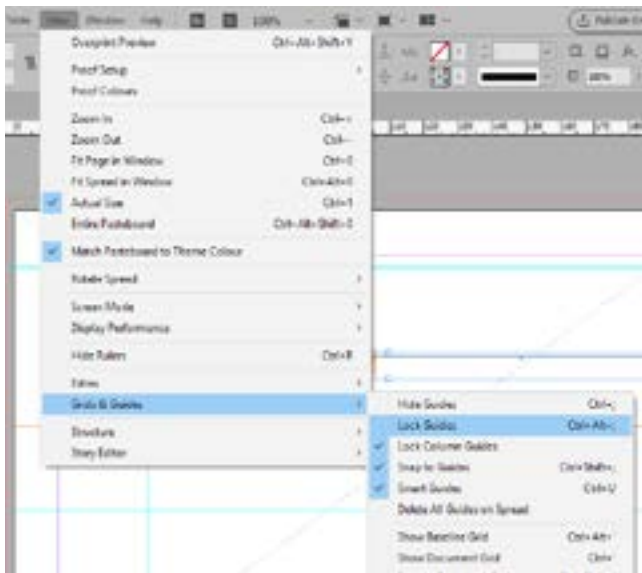 Table View Window Help 100%
Overprint Preview Ctrl+Alt+Shift+Y
Proof Setup
Proof Colours
Zoom In Ctrl+=
Zoom Out Ctrl+-
Fit Page in Window Ctrl+0
Fit Spread in Window Ctrl+Alt+0
Actual Size Ctrl+1
Entire Pasteboard Ctrl+Alt+Shift+0
Match Pasteboard to Theme Colour
Rotate Spread
Screen Mode
Display Performance
Hide Rulers Ctrl+R
Extras
Grids & Guides
Structure
Story Editor
Hide Guides Ctrl+;
Lock Guides Ctrl+Alt+;
Lock Column Guides
Snap to Guides Ctrl+Shift+;
Smart Guides Ctrl+U
Delete All Guides on Spread
Show Baseline Grid Ctrl+Alt+
Show Document Grid Ctrl+